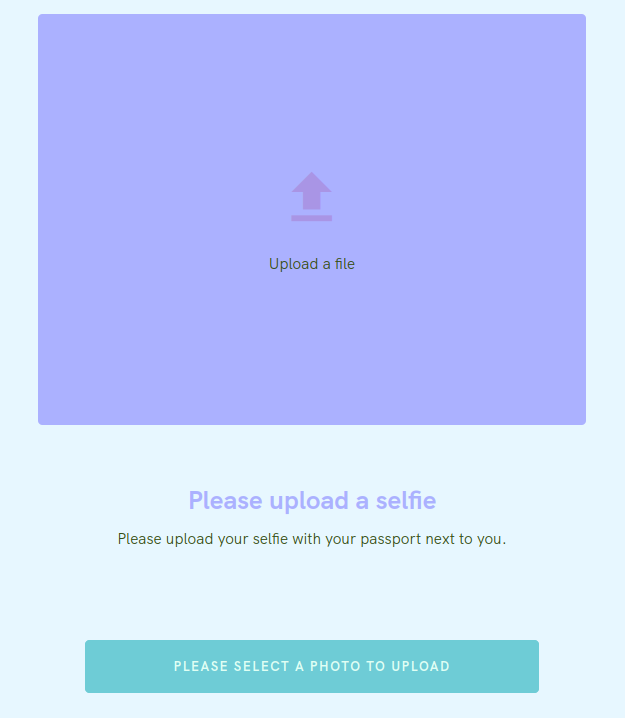 Upload a file
Please upload a selfie
Please upload your selfie with your passport next to you.
PLEASE SELECT A PHOTO TO UPLOAD